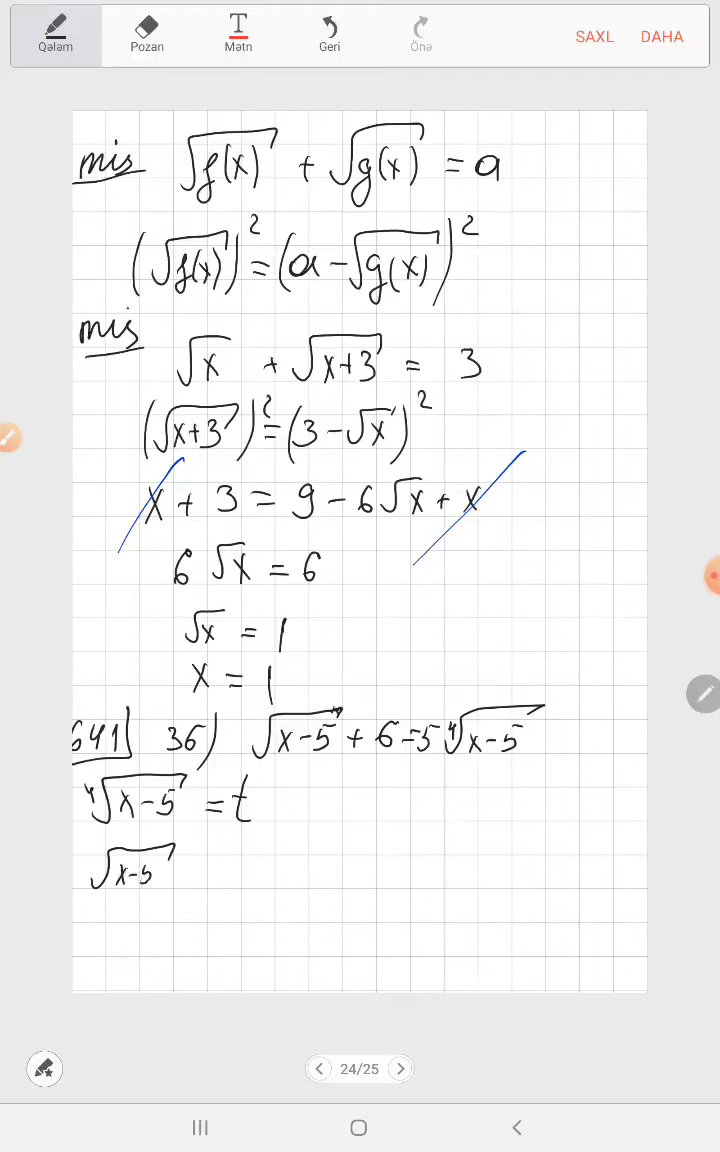 Qələm Pozan Mətn Geri Önə SAXL DAHA
mis √f(x) + √g(x) = a
(√f(x))² = (a - √g(x))²
mis
√x + √x+3 = 3
(√x+3)² = (3 - √x)²
x + 3 = 9 - 6√x + x
6√x = 6
√x = 1
x = 1
641 36) √x-5 + 6 = 5 ⁴√x-5
⁴√x-5 = t
√x-5
24/25